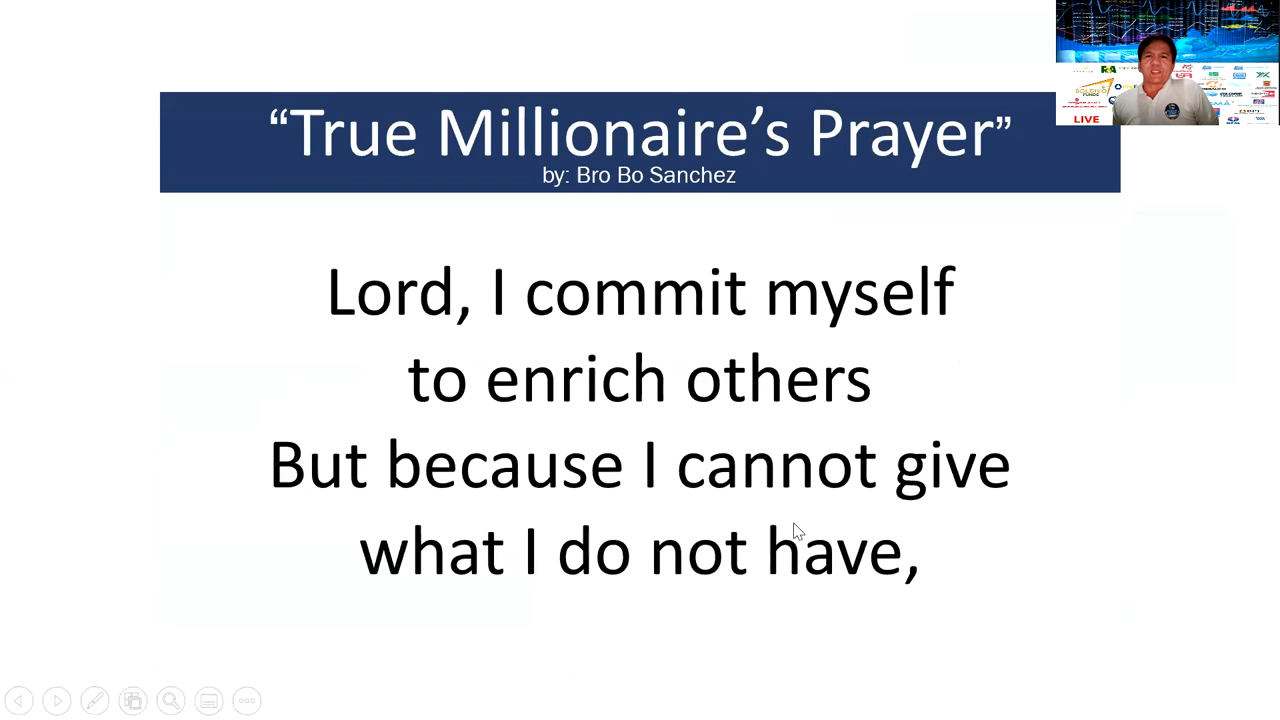 “True Millionaire’s Prayer”
by: Bro Bo Sanchez
Lord, I commit myself
to enrich others
But because I cannot give
what I do not have,
LIVE